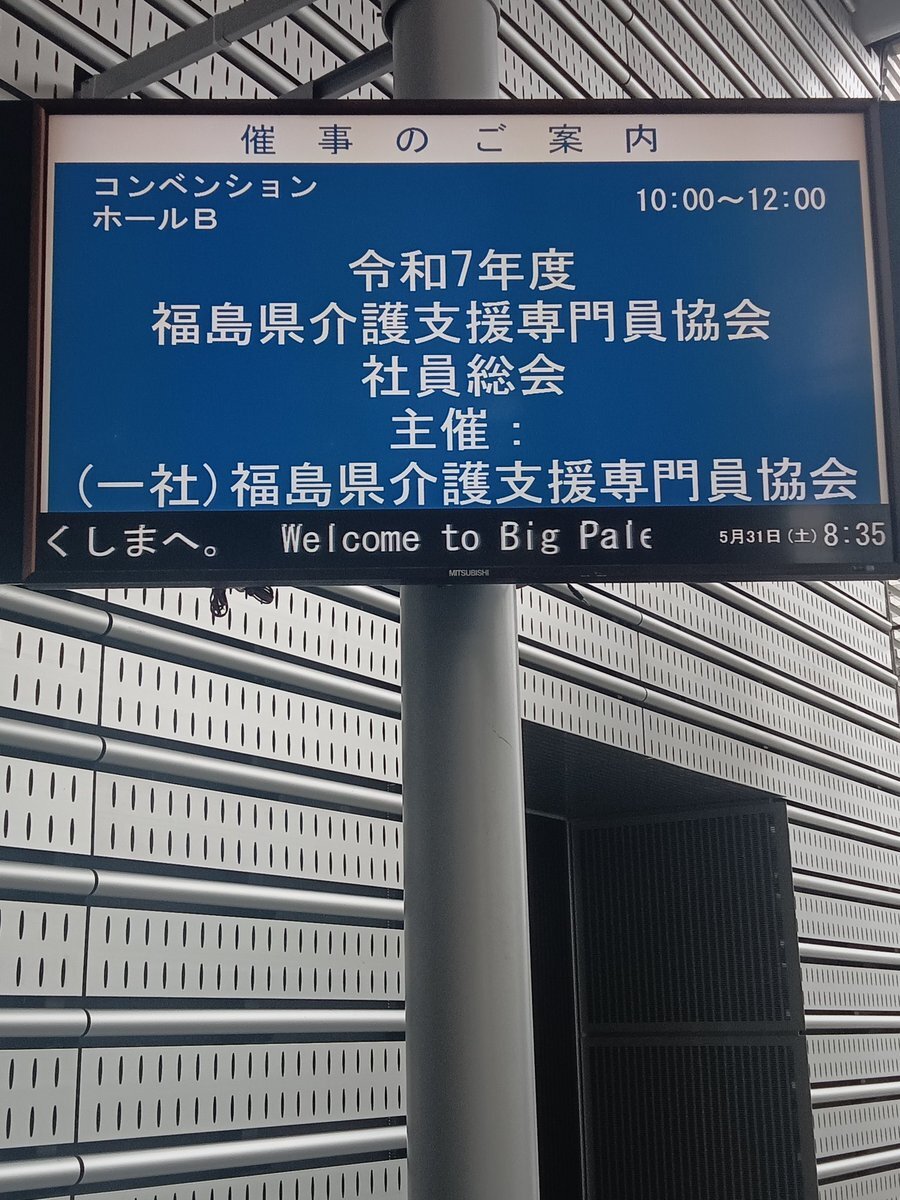 催事のご案内
コンベンション
ホールB
10:00～12:00
令和7年度
福島県介護支援専門員協会
社員総会
主催：
(一社)福島県介護支援専門員協会
くしまへ。 Welcome to Big Pale
5月31日(土) 8:35
MITSUBISHI